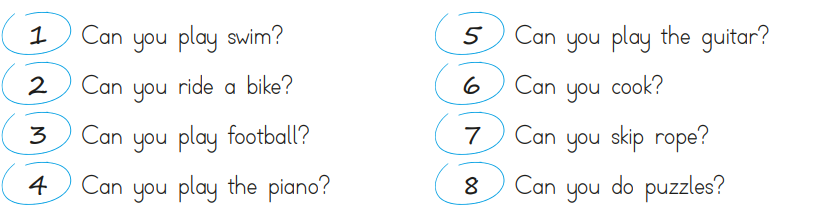 1 Can you play swim?
2 Can you ride a bike?
3 Can you play football?
4 Can you play the piano?
5 Can you play the guitar?
6 Can you cook?
7 Can you skip rope?
8 Can you do puzzles?